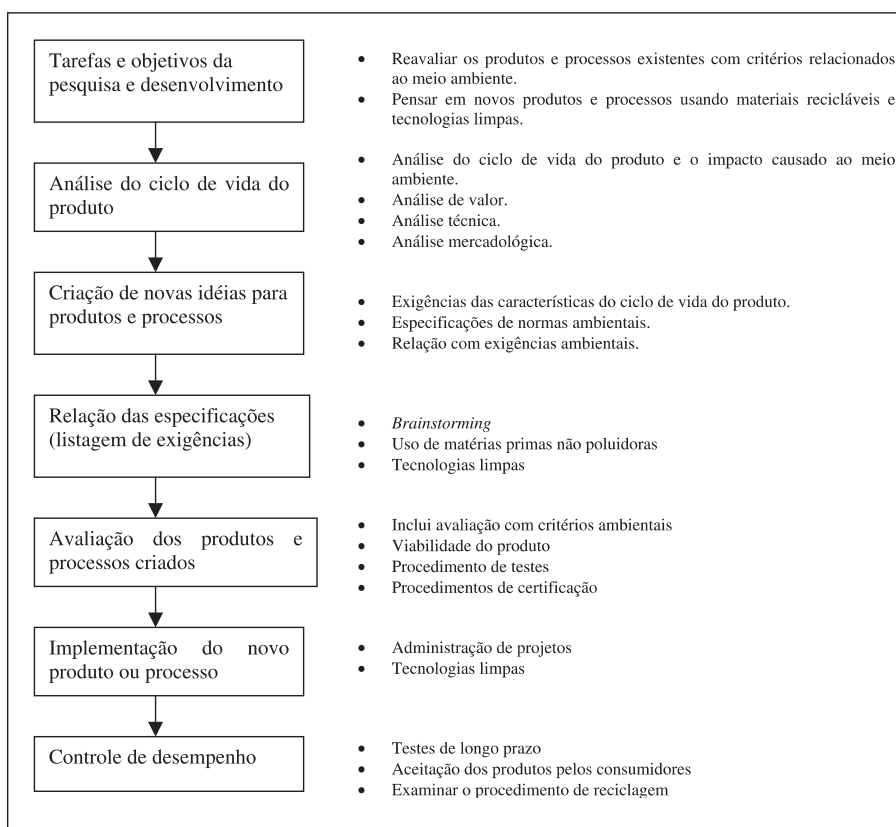 Tarefas e objetivos da
pesquisa e desenvolvimento
• Reavaliar os produtos e processos existentes com critérios relacionados
ao meio ambiente.
• Pensar em novos produtos e processos usando materiais recicláveis e
tecnologias limpas.
Análise do ciclo de vida do
produto
• Análise do ciclo de vida do produto e o impacto causado ao meio
ambiente.
• Análise de valor.
• Análise técnica.
• Análise mercadológica.
Criação de novas idéias para
produtos e processos
• Exigências das características do ciclo de vida do produto.
• Especificações de normas ambientais.
• Relação com exigências ambientais.
Relação das especificações
(listagem de exigências)
• Brainstorming
• Uso de matérias primas não poluidoras
• Tecnologias limpas
Avaliação dos produtos e
processos criados
• Inclui avaliação com critérios ambientais
• Viabilidade do produto
• Procedimento de testes
• Procedimentos de certificação
Implementação do novo
produto ou processo
• Administração de projetos
• Tecnologias limpas
Controle de desempenho
• Testes de longo prazo
• Aceitação dos produtos pelos consumidores
• Examinar o procedimento de reciclagem